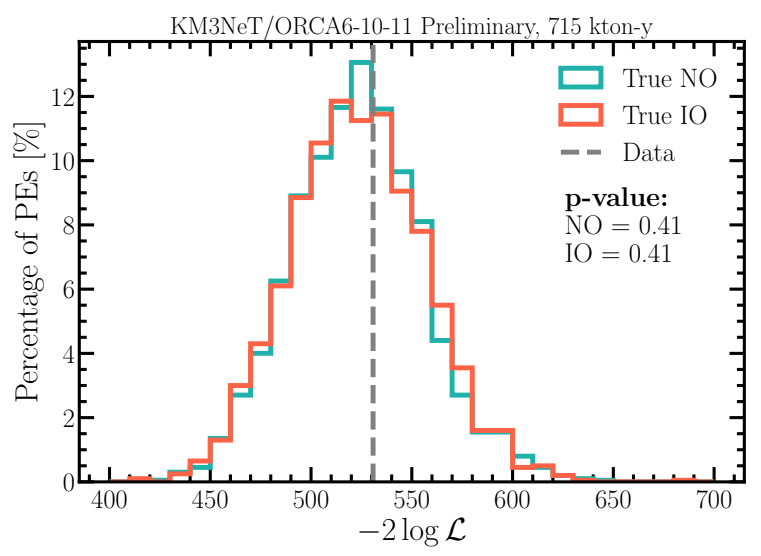 KM3NeT/ORCA6-10-11 Preliminary, 715 kton-y
Percentage of PEs [%]
12
10
8
6
4
2
0
True NO
True IO
Data
p-value:
NO = 0.41
IO = 0.41
400 450 500 550 600 650 700
−2 log ℒ